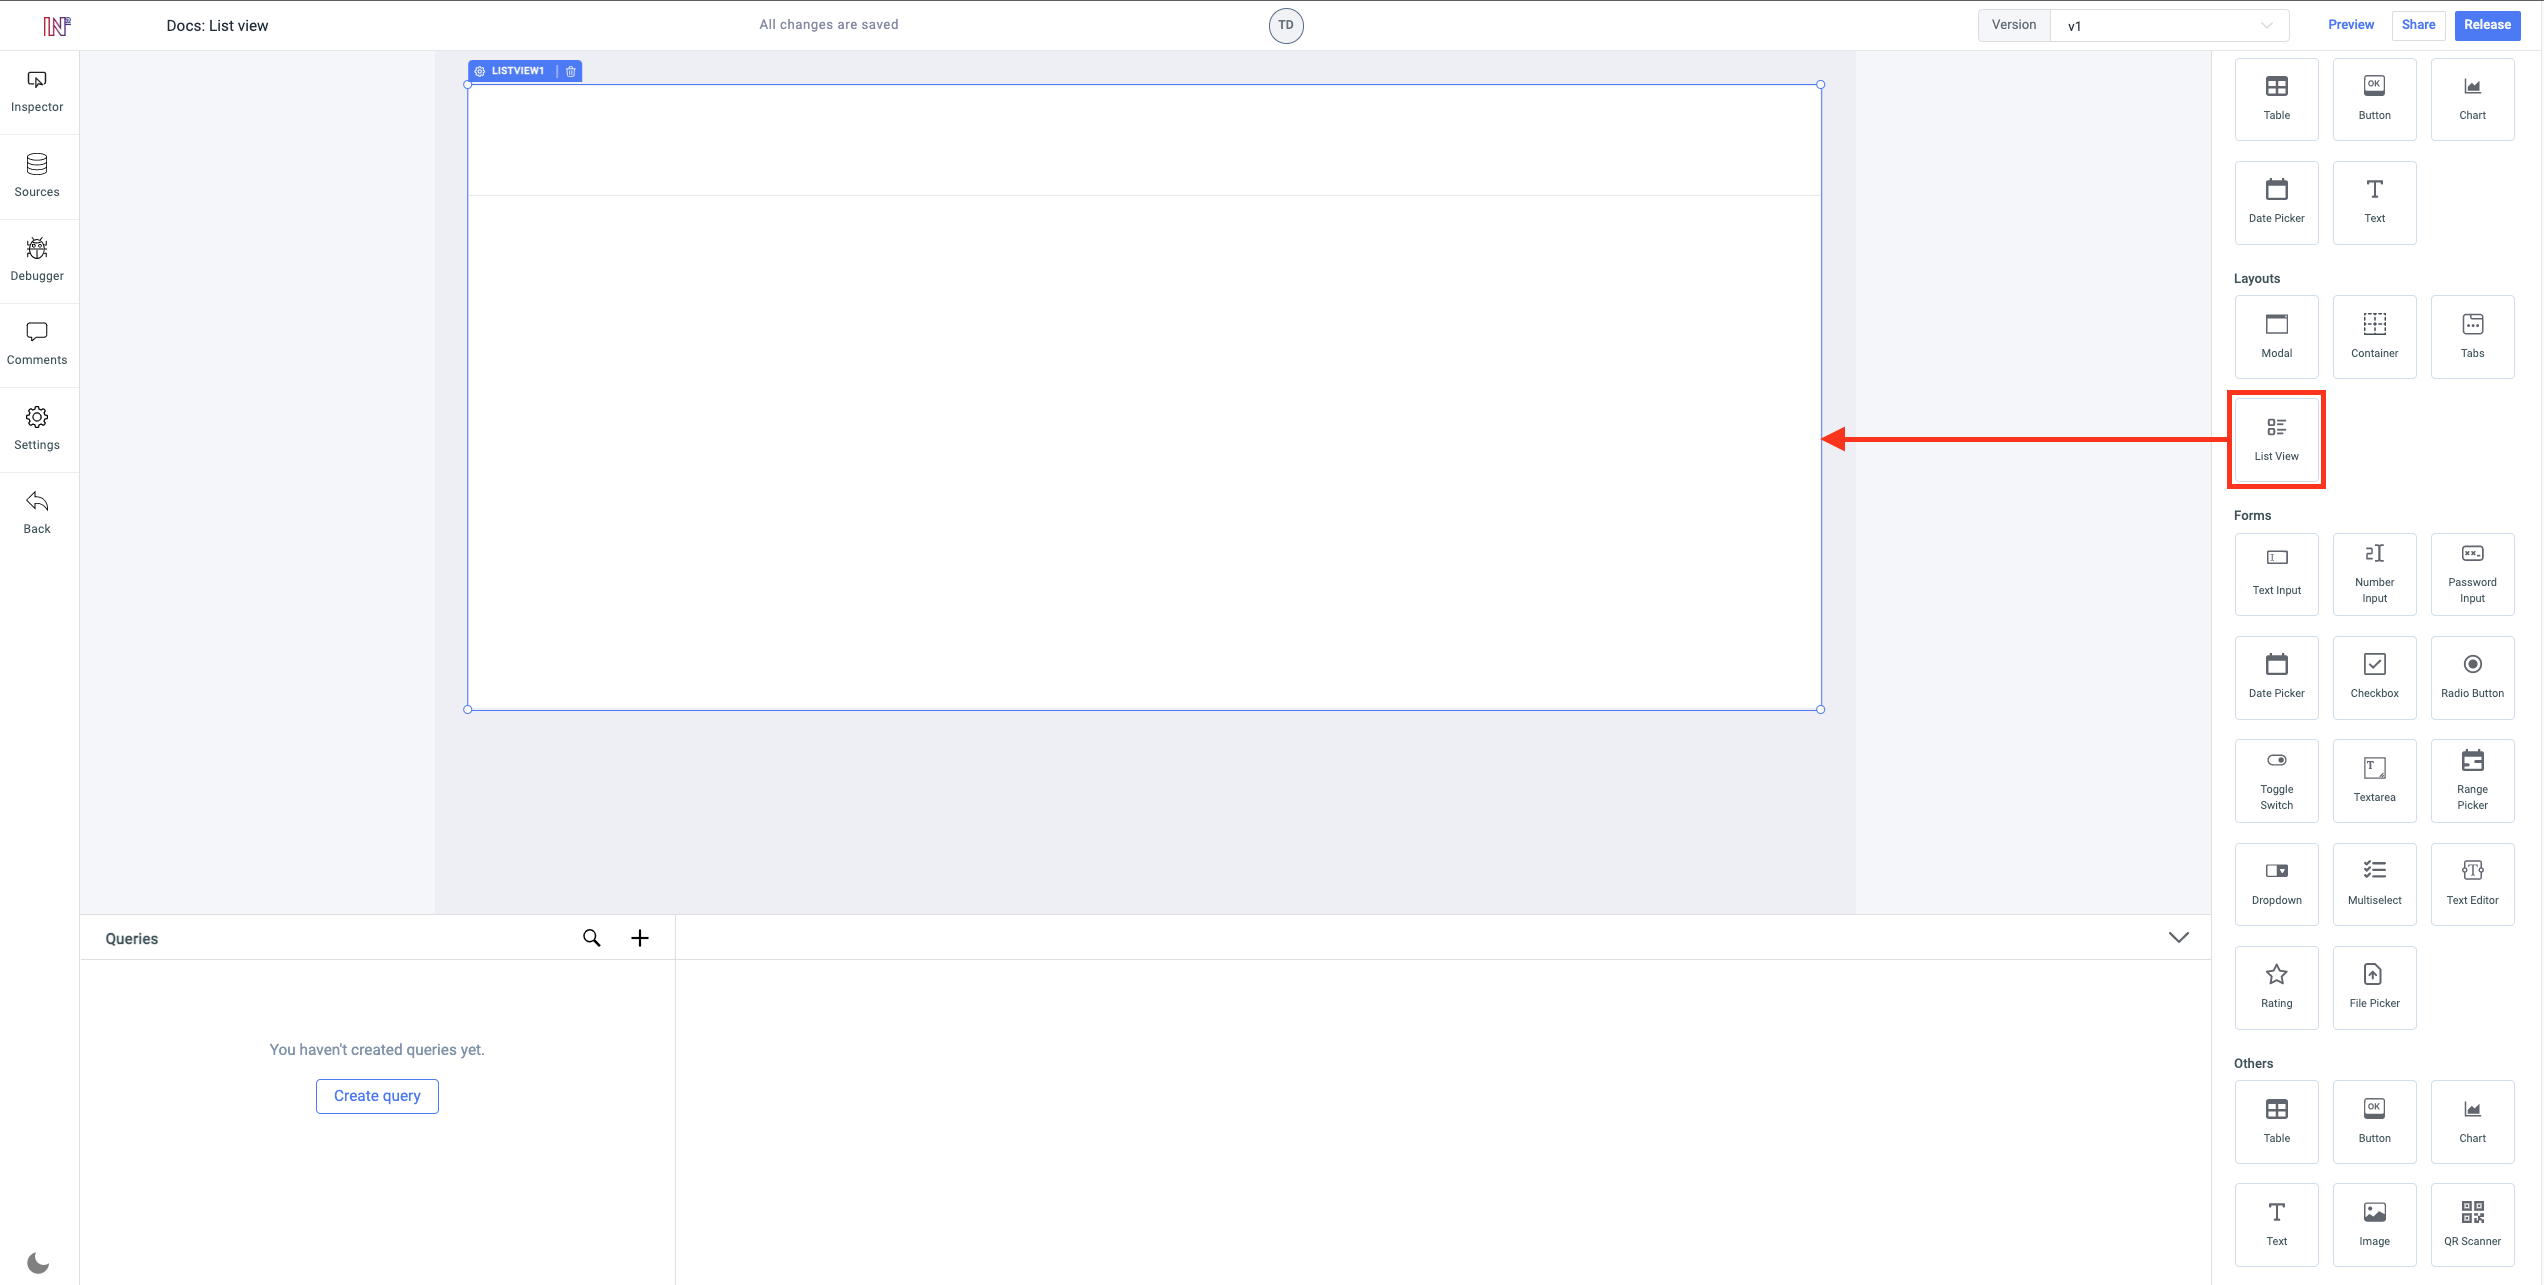 Docs: List view
All changes are saved
TD
Version
v1
Preview
Share
Release
Inspector
Sources
Debugger
Comments
Settings
Back
LISTVIEW1
Table
OK
Button
Chart
Date Picker
Text
Layouts
Modal
Container
Tabs
List View
Forms
Text Input
Number
Input
Password
Input
Date Picker
Checkbox
Radio Button
Toggle
Switch
Textarea
Range
Picker
Dropdown
Multiselect
Text Editor
Rating
File Picker
Others
Table
OK
Button
Chart
Text
Image
QR Scanner
Queries
You haven't created queries yet.
Create query